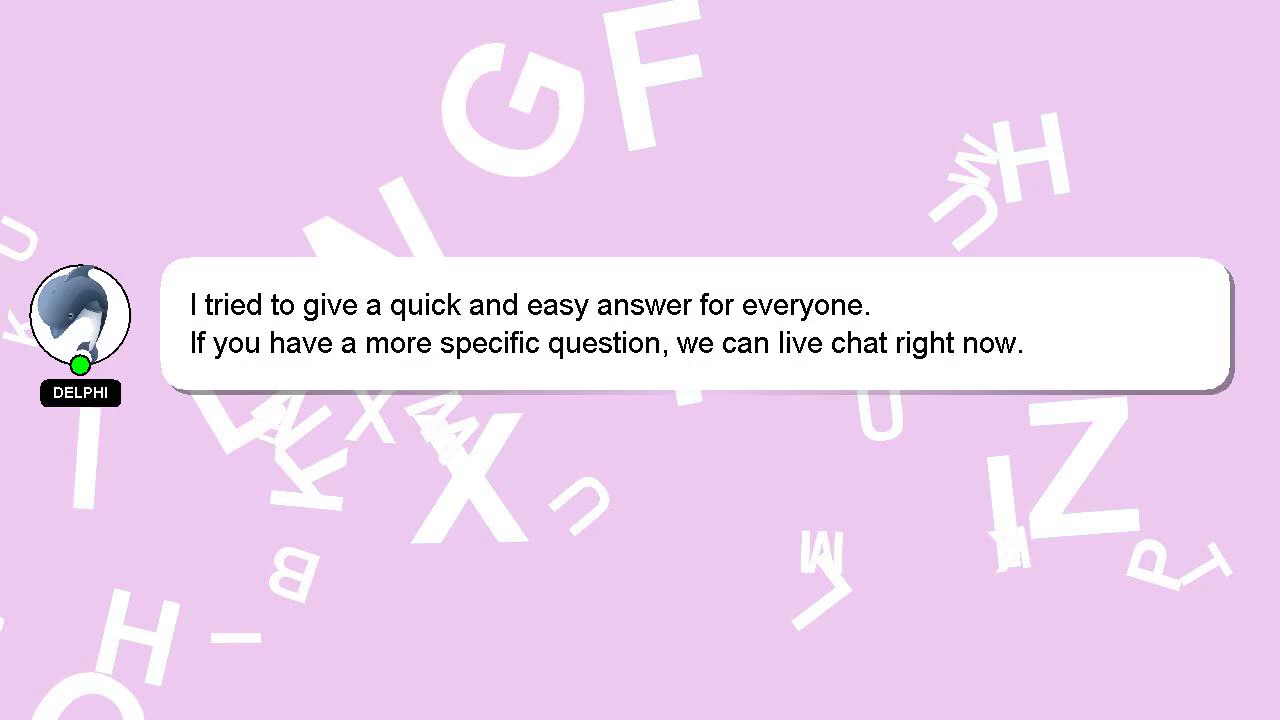 I tried to give a quick and easy answer for everyone.
If you have a more specific question, we can live chat right now.
DELPHI